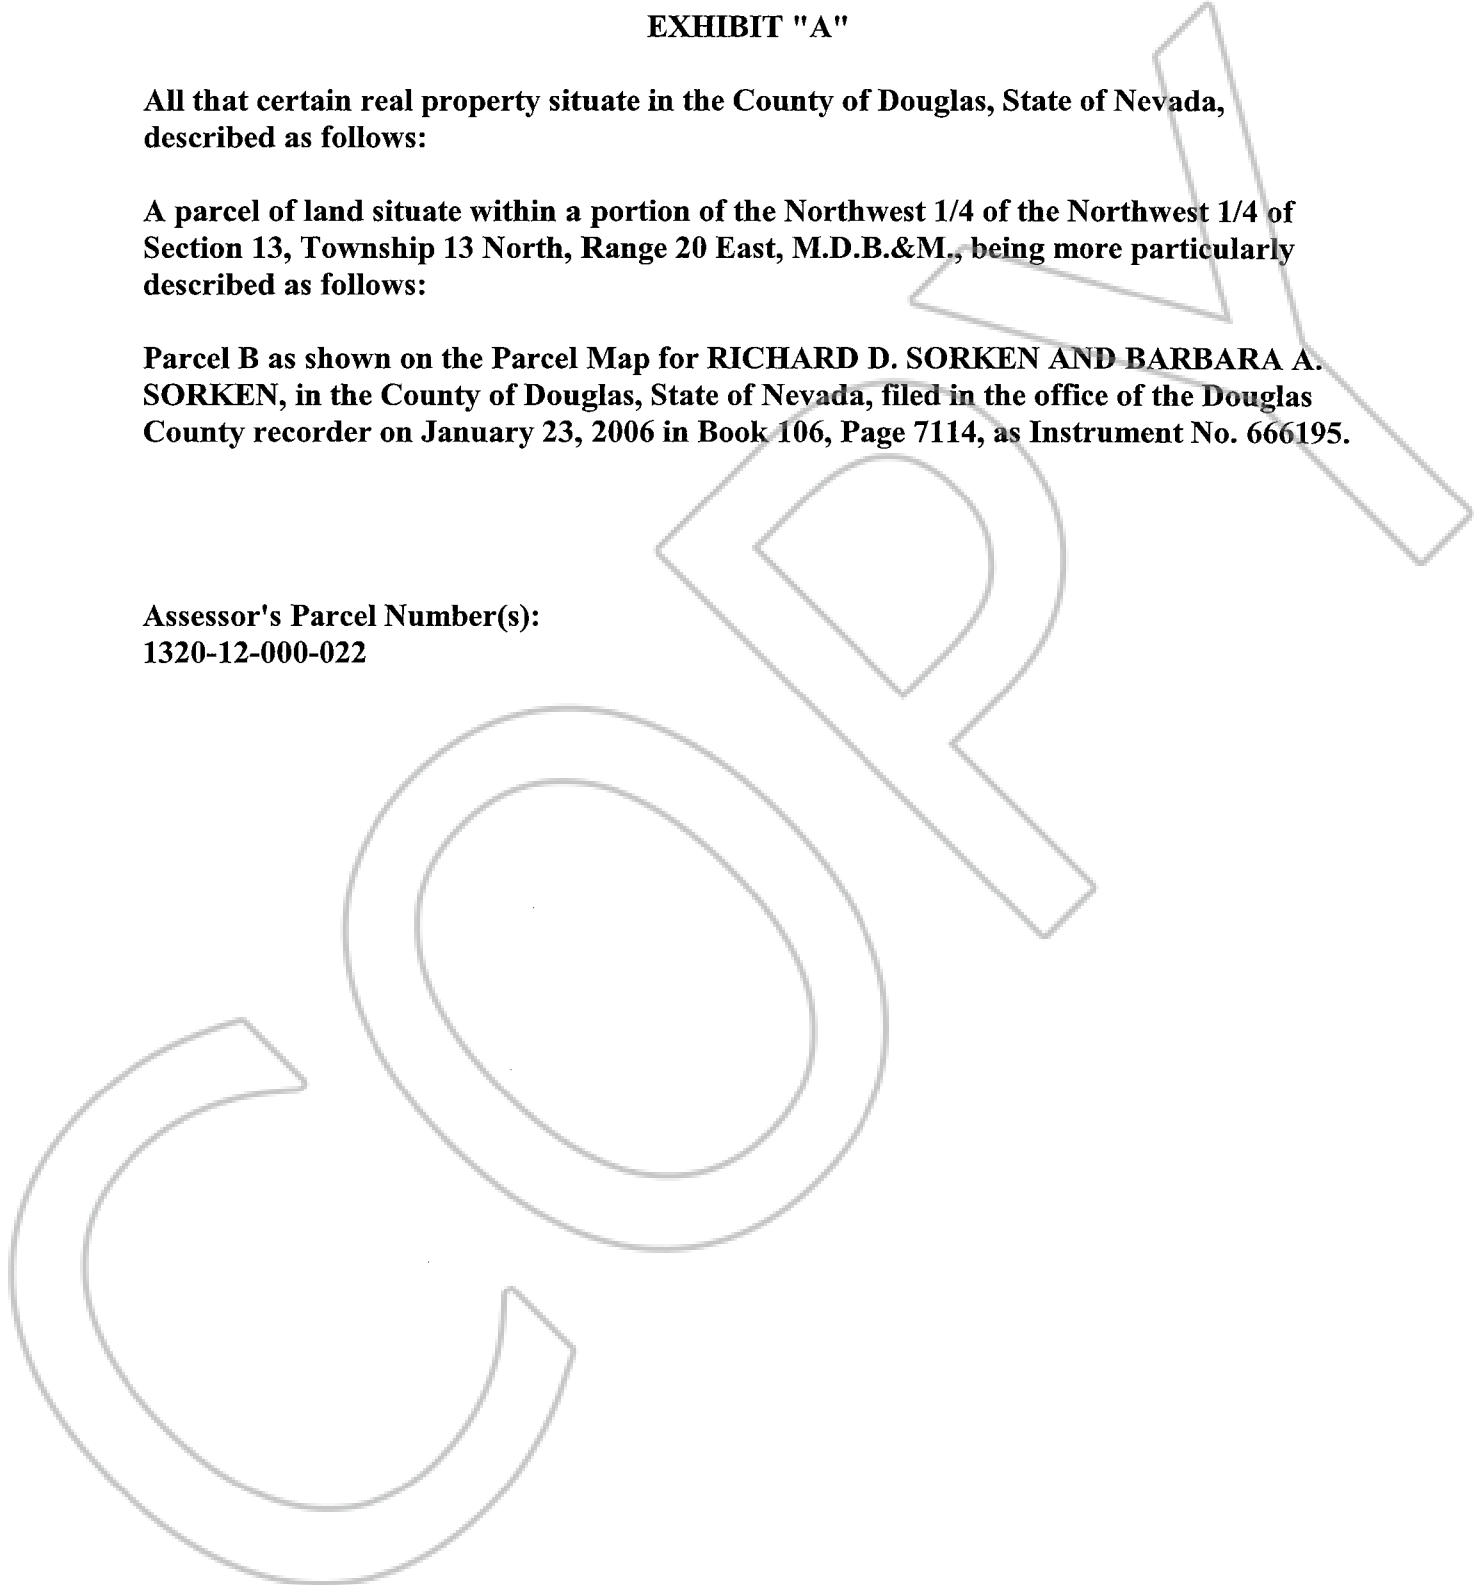 EXHIBIT "A"
All that certain real property situate in the County of Douglas, State of Nevada,
described as follows:
A parcel of land situate within a portion of the Northwest 1/4 of the Northwest 1/4 of
Section 13, Township 13 North, Range 20 East, M.D.B.&M., being more particularly
described as follows:
Parcel B as shown on the Parcel Map for RICHARD D. SORKEN AND BARBARA A.
SORKEN, in the County of Douglas, State of Nevada, filed in the office of the Douglas
County recorder on January 23, 2006 in Book 106, Page 7114, as Instrument No. 666195.
Assessor's Parcel Number(s):
1320-12-000-022
COPY